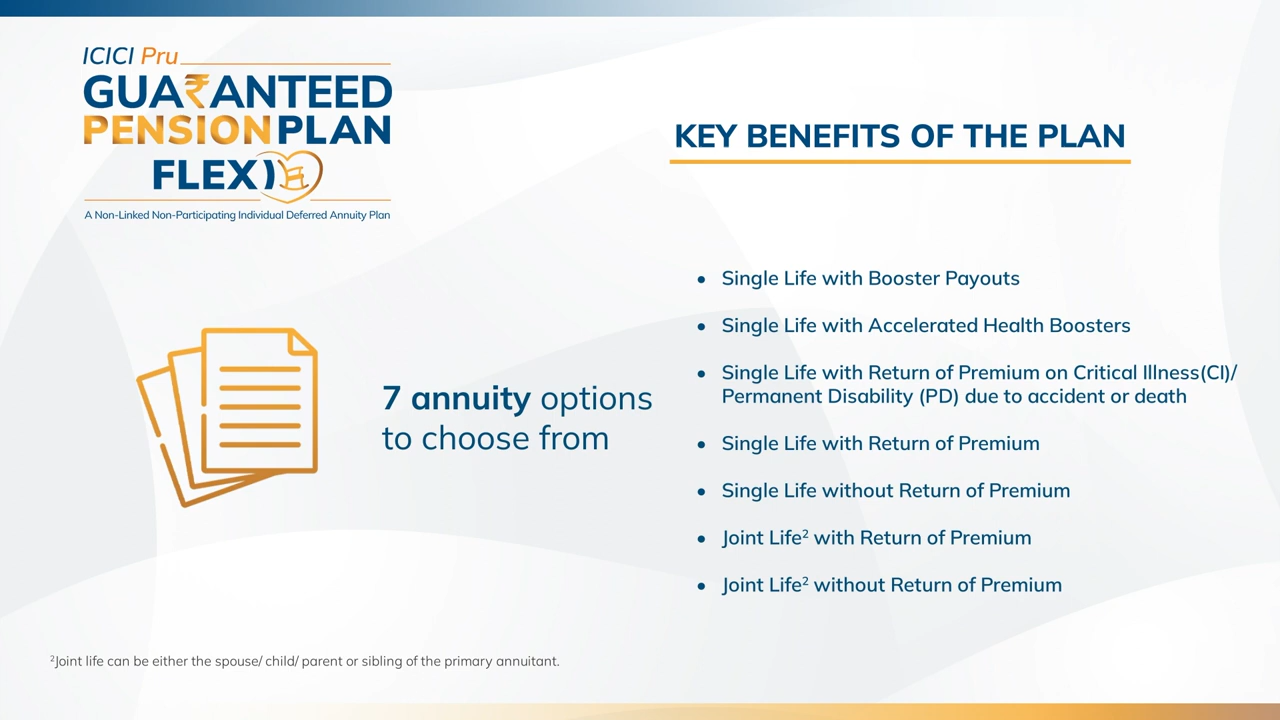 ICICI Pru
GUA₹ANTEED
PENSION PLAN
FLEXI
A Non-Linked Non-Participating Individual Deferred Annuity Plan
KEY BENEFITS OF THE PLAN
7 annuity options
to choose from
• Single Life with Booster Payouts
• Single Life with Accelerated Health Boosters
• Single Life with Return of Premium on Critical Illness(CI)/
Permanent Disability (PD) due to accident or death
• Single Life with Return of Premium
• Single Life without Return of Premium
• Joint Life² with Return of Premium
• Joint Life² without Return of Premium
²Joint life can be either the spouse/ child/ parent or sibling of the primary annuitant.